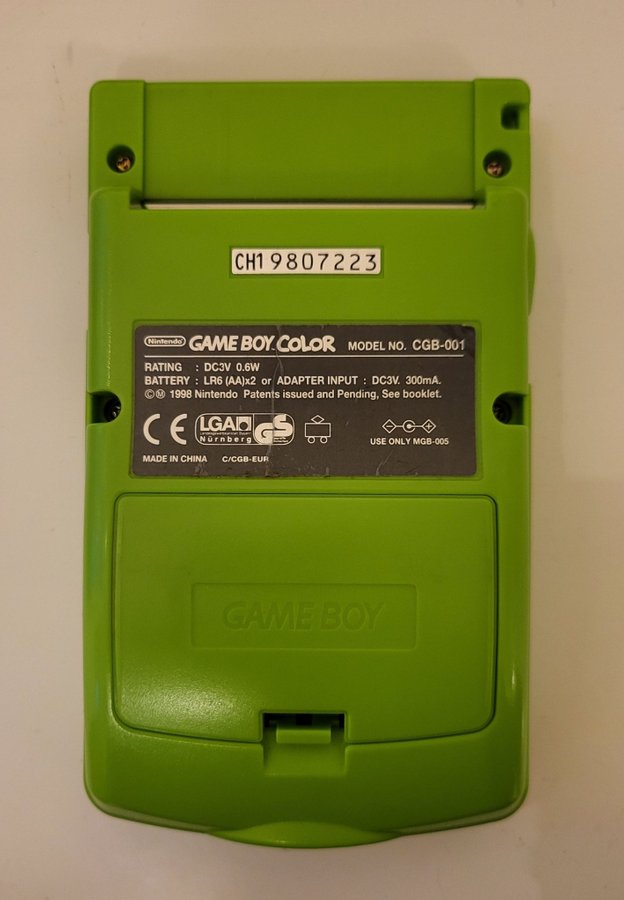 CH19807223
Nintendo GAME BOY COLOR MODEL NO. CGB-001
RATING : DC3V 0.6W
BATTERY : LR6 (AA)x2 or ADAPTER INPUT : DC3V. 300mA.
©Ⓜ 1998 Nintendo Patents issued and Pending, See booklet.
CE LGA GS
Nürnberg
USE ONLY MGB-005
MADE IN CHINA C/CGB-EUR
GAME BOY